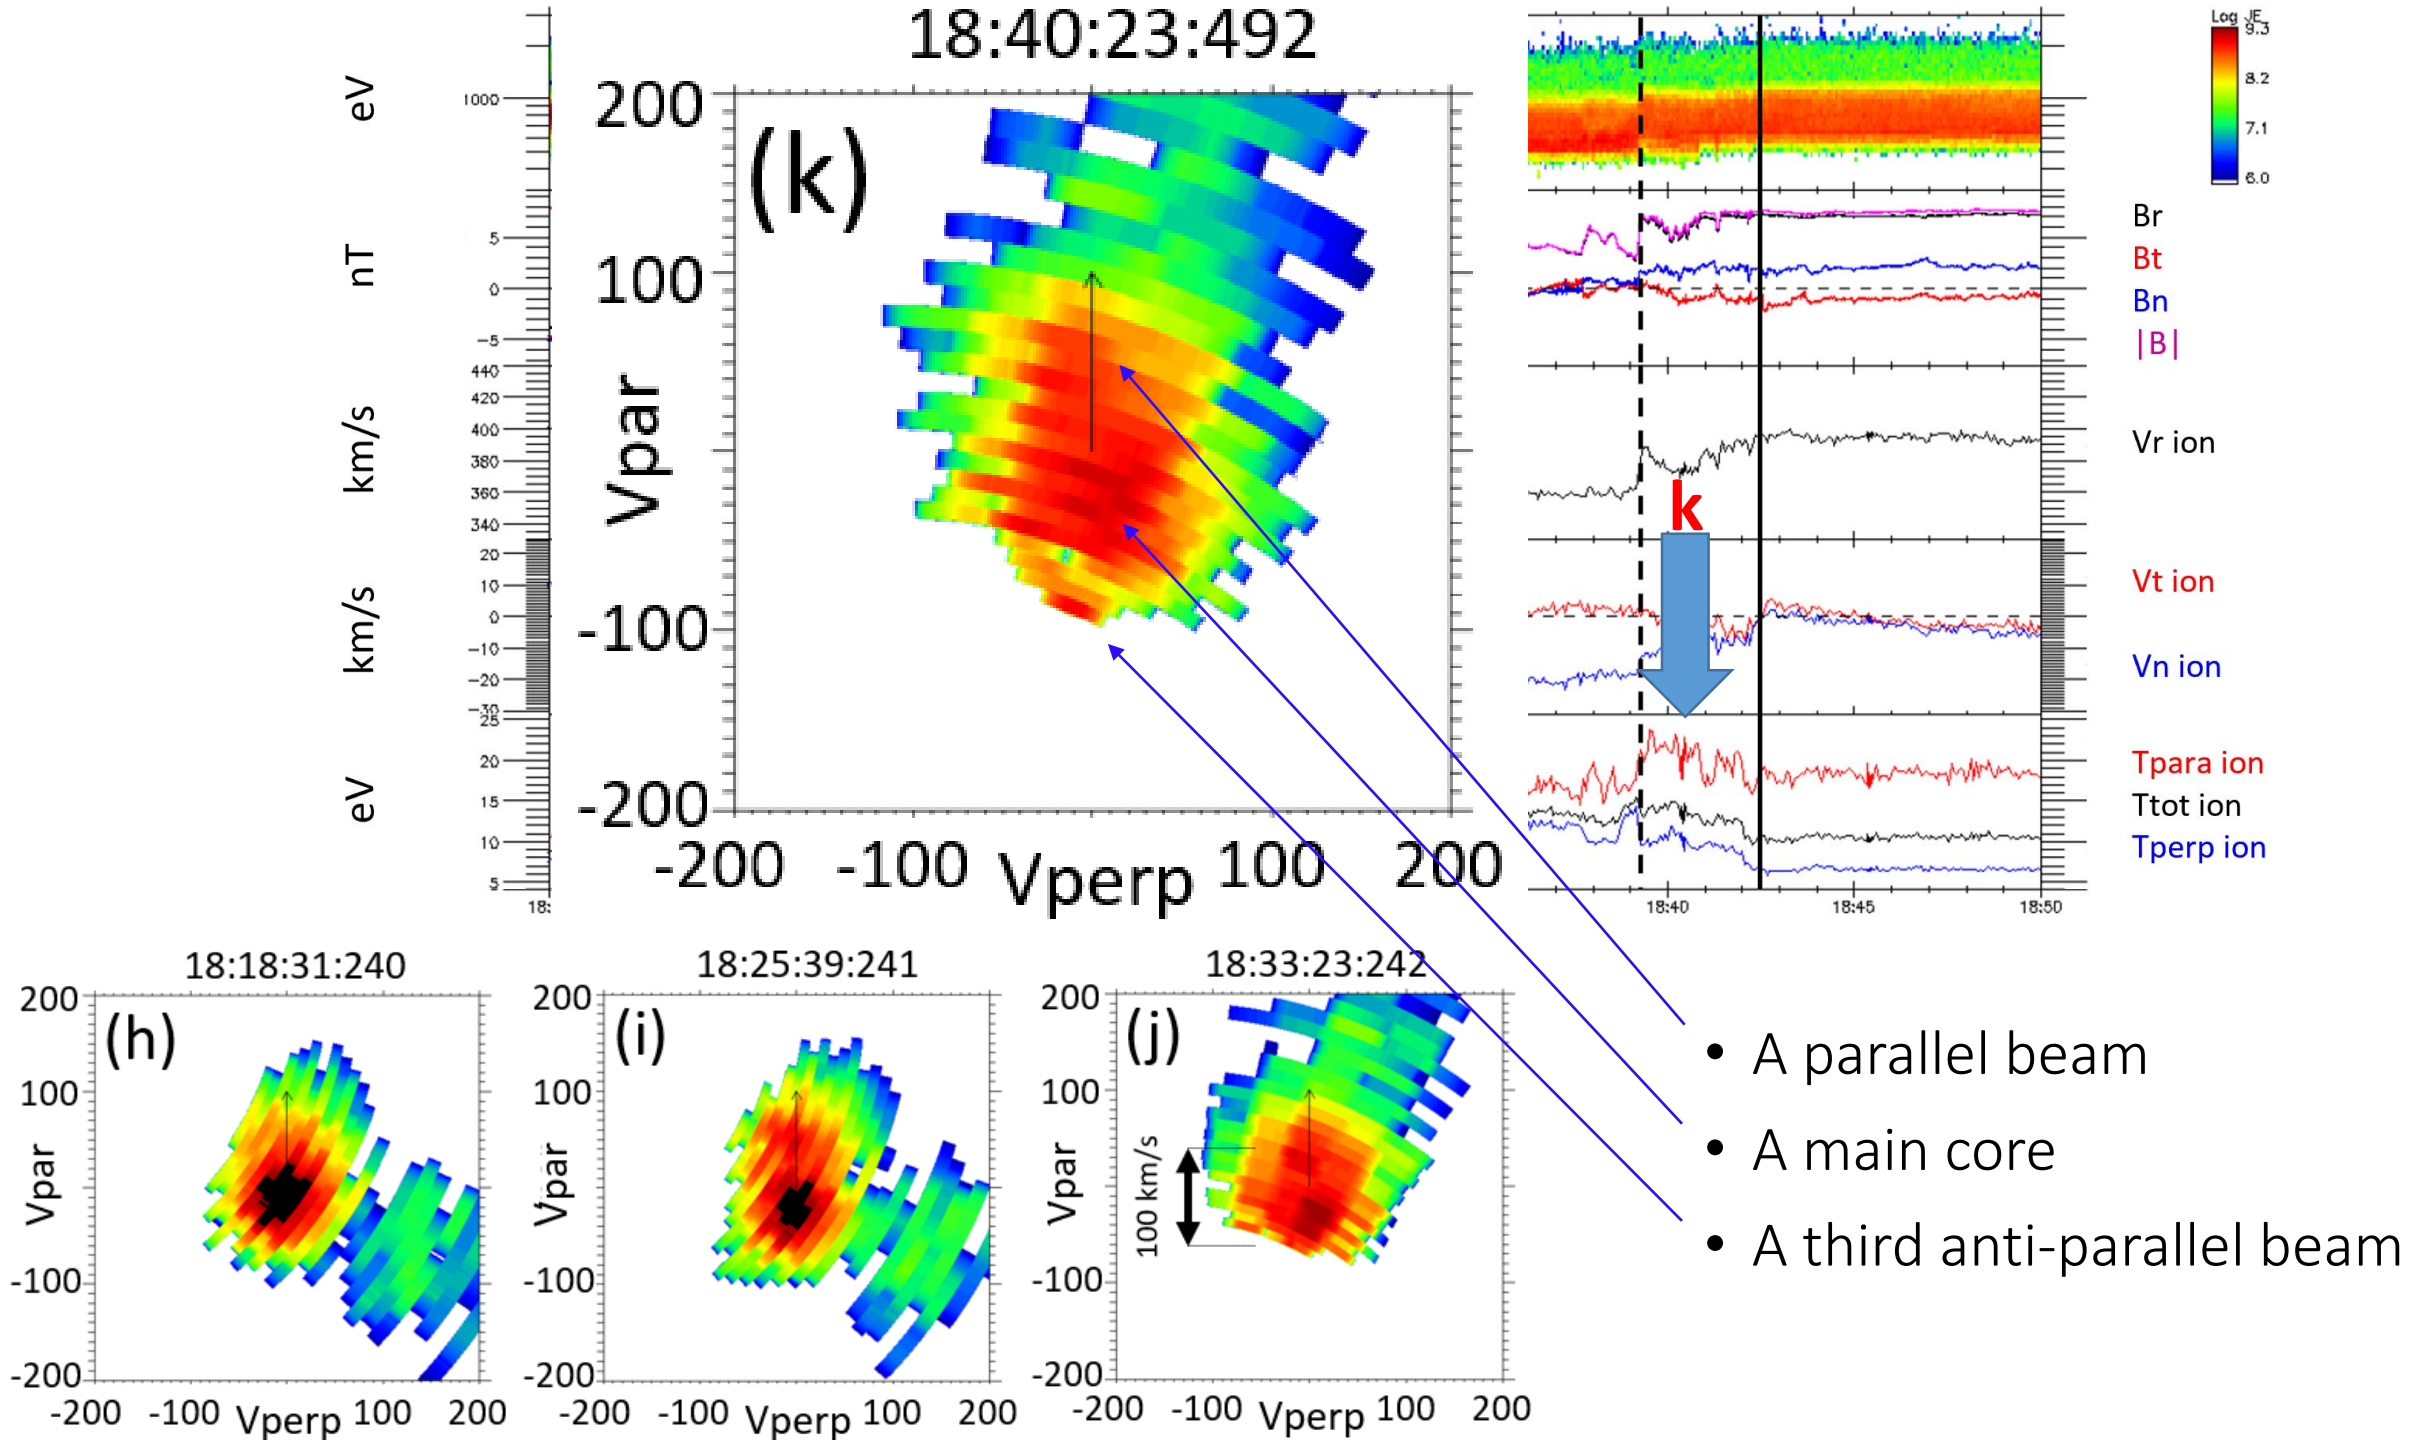 18:40:23:492
(k)
200
100
-100
-200
Vpar
-200
-100
Vperp
100
200
eV
1000
nT
5
0
-5
km/s
440
420
400
380
360
340
km/s
20
10
0
-10
-20
-30
eV
25
20
15
10
5
18:
Log JE
9.3
8.2
7.1
6.0
Br
Bt
Bn
|B|
Vr ion
k
Vt ion
Vn ion
Tpara ion
Ttot ion
Tperp ion
18:40
18:45
18:50
18:18:31:240
(h)
200
100
-100
-200
Vpar
-200
-100
Vperp
100
200
18:25:39:241
(i)
200
100
-100
-200
Vpar
-200
-100
Vperp
100
200
18:33:23:242
(j)
200
100
-100
-200
Vpar
100 km/s
-200
-100
Vperp
100
200
• A parallel beam
• A main core
• A third anti-parallel beam